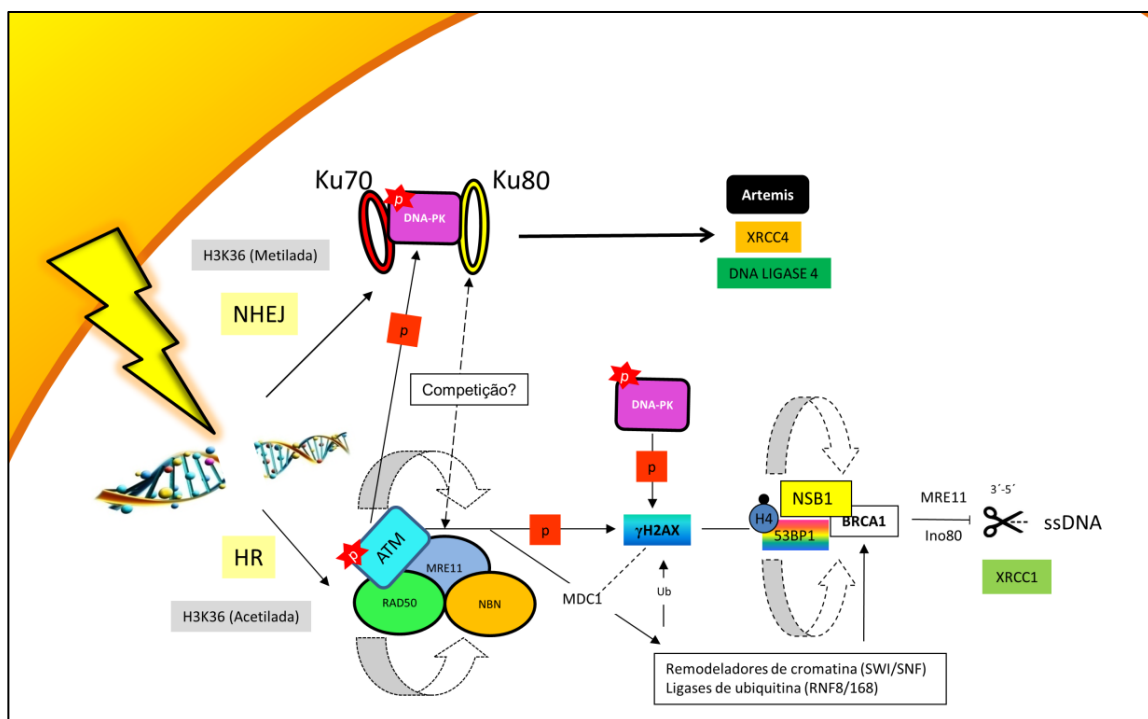 Ku70
Ku80
p
DNA-PK
Artemis
XRCC4
DNA LIGASE 4
H3K36 (Metilada)
NHEJ
p
Competição?
p
DNA-PK
p
HR
H3K36 (Acetilada)
p
ATM
MRE11
RAD50
NBN
p
γH2AX
MDC1
Ub
H4
NSB1
53BP1
BRCA1
MRE11
Ino80
3´-5´
ssDNA
XRCC1
Remodeladores de cromatina (SWI/SNF)
Ligases de ubiquitina (RNF8/168)